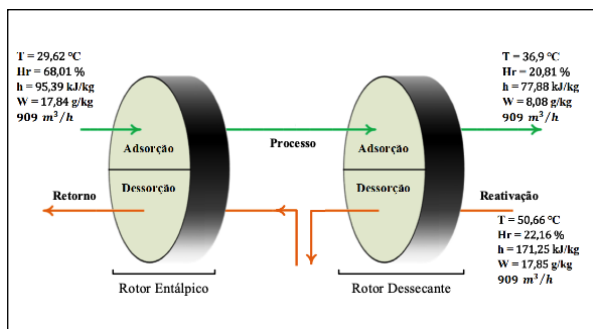 T = 29,62 °C
Hr = 68,01 %
h = 95,39 kJ/kg
W = 17,84 g/kg
909 m³/h
T = 36,9 °C
Hr = 20,81 %
h = 77,88 kJ/kg
W = 8,08 g/kg
909 m³/h
Adsorção
Processo
Adsorção
Dessorção
Dessorção
Retorno
Reativação
T = 50,66 °C
Hr = 22,16 %
h = 171,25 kJ/kg
W = 17,85 g/kg
909 m³/h
Rotor Entálpico
Rotor Dessecante